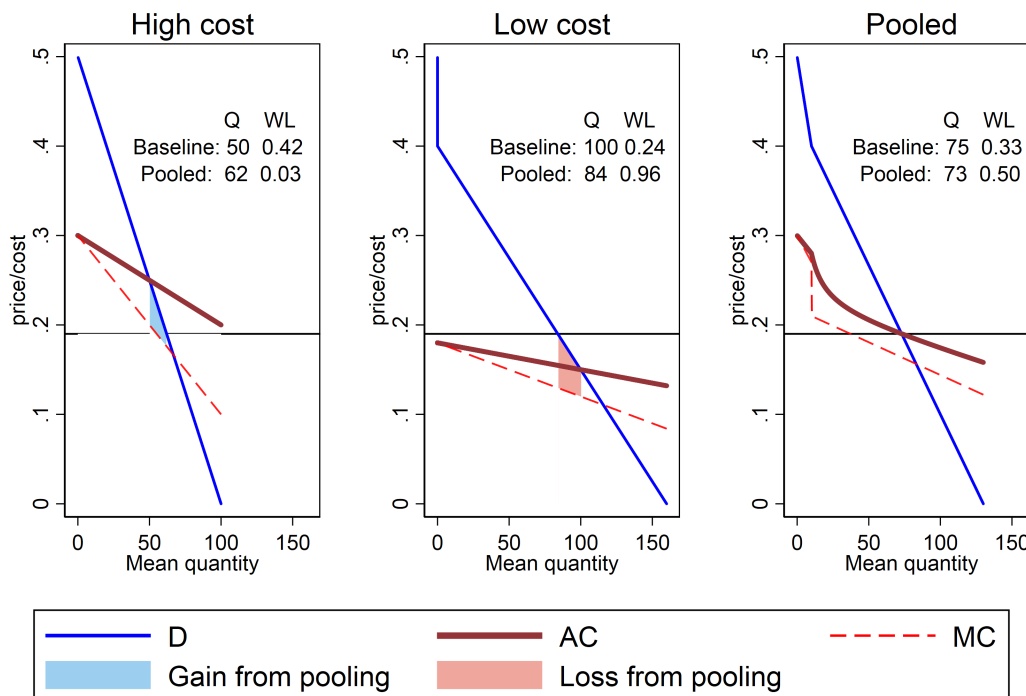 High cost
.5
.4
.3
.2
.1
0
price/cost
Q WL
Baseline: 50 0.42
Pooled: 62 0.03
0 50 100 150
Mean quantity
Low cost
.5
.4
.3
.2
.1
0
price/cost
Q WL
Baseline: 100 0.24
Pooled: 84 0.96
0 50 100 150
Mean quantity
Pooled
.5
.4
.3
.2
.1
0
price/cost
Q WL
Baseline: 75 0.33
Pooled: 73 0.50
0 50 100 150
Mean quantity
D AC MC
Gain from pooling Loss from pooling